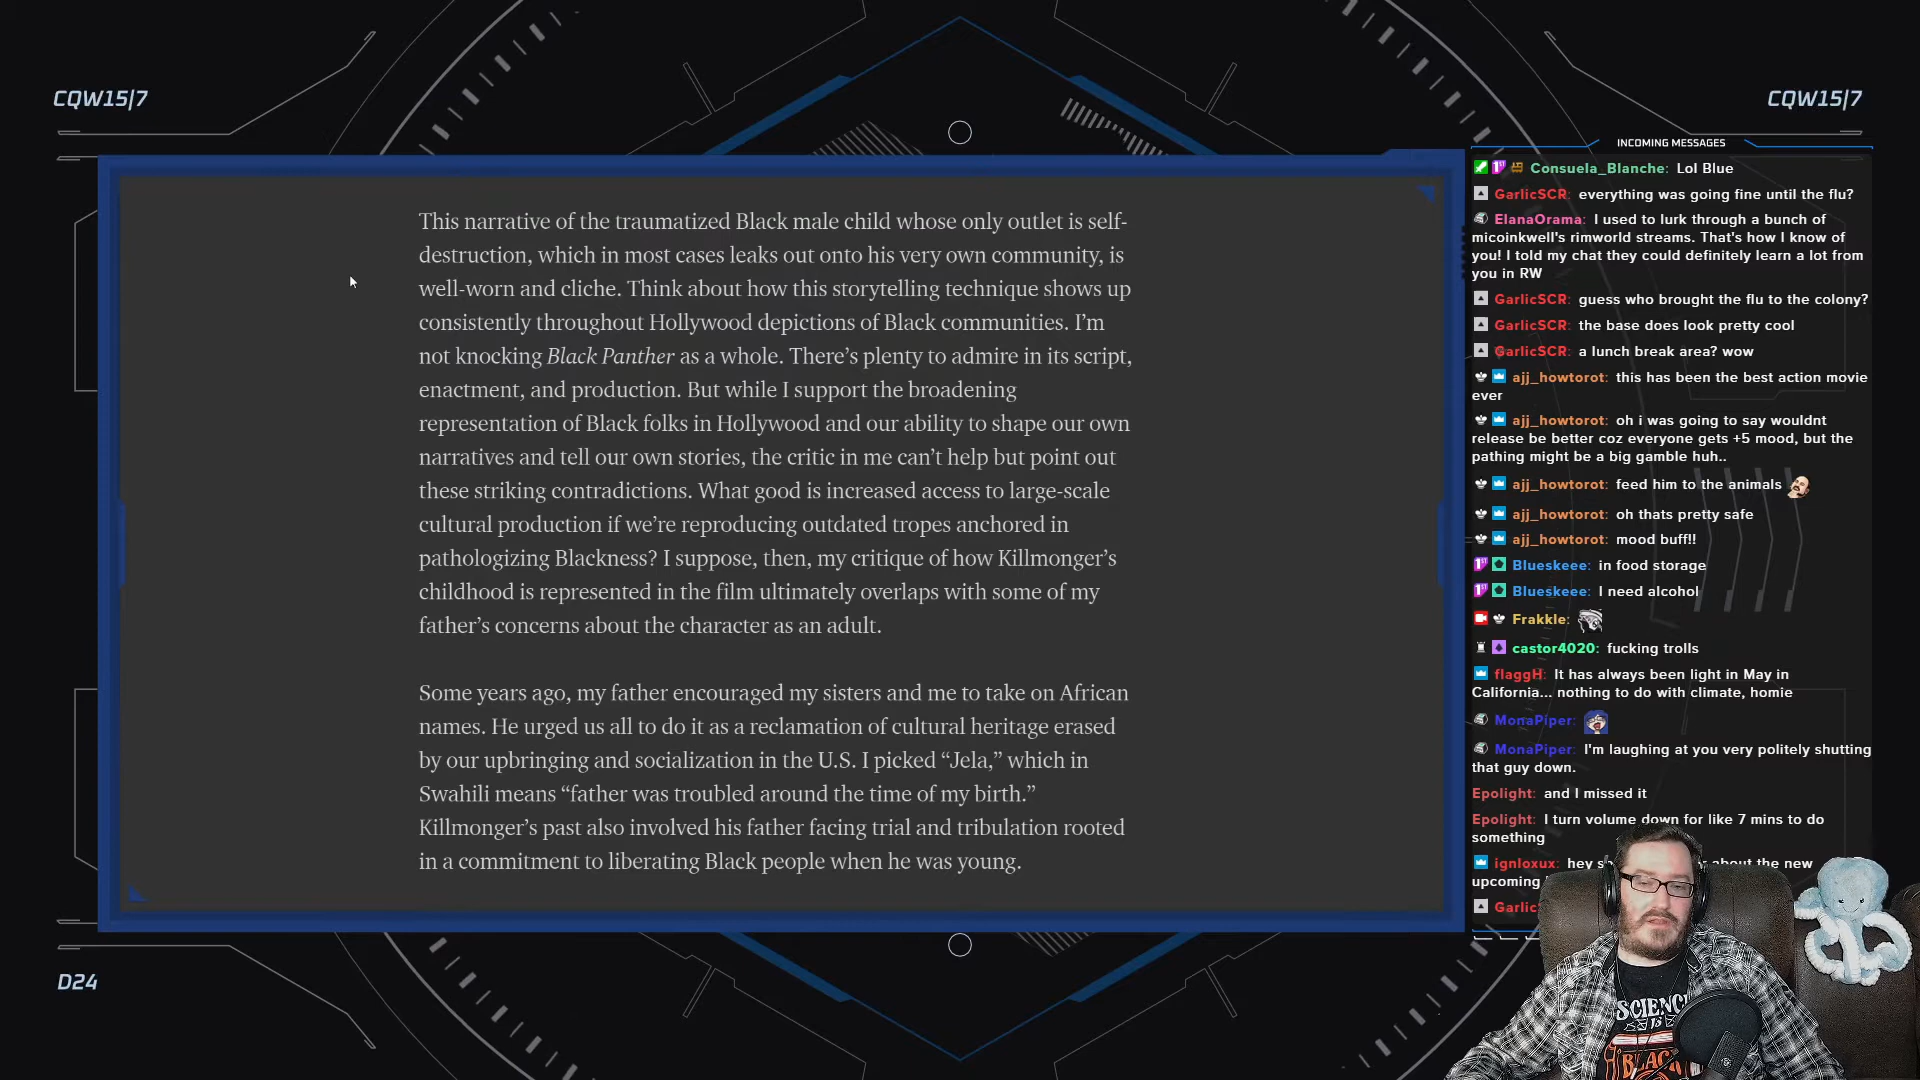 CQW15|7
CQW15|7
INCOMING MESSAGES
This narrative of the traumatized Black male child whose only outlet is self-
destruction, which in most cases leaks out onto his very own community, is
well-worn and cliche. Think about how this storytelling technique shows up
consistently throughout Hollywood depictions of Black communities. I’m
not knocking Black Panther as a whole. There’s plenty to admire in its script,
enactment, and production. But while I support the broadening
representation of Black folks in Hollywood and our ability to shape our own
narratives and tell our own stories, the critic in me can’t help but point out
these striking contradictions. What good is increased access to large-scale
cultural production if we’re reproducing outdated tropes anchored in
pathologizing Blackness? I suppose, then, my critique of how Killmonger’s
childhood is represented in the film ultimately overlaps with some of my
father’s concerns about the character as an adult.
Some years ago, my father encouraged my sisters and me to take on African
names. He urged us all to do it as a reclamation of cultural heritage erased
by our upbringing and socialization in the U.S. I picked “Jela,” which in
Swahili means “father was troubled around the time of my birth.”
Killmonger’s past also involved his father facing trial and tribulation rooted
in a commitment to liberating Black people when he was young.
Consuela_Blanche: Lol Blue
GarlicSCR: everything was going fine until the flu?
ElanaOrama: I used to lurk through a bunch of
micoinkwell's rimworld streams. That's how I know of
you! I told my chat they could definitely learn a lot from
you in RW
GarlicSCR: guess who brought the flu to the colony?
GarlicSCR: the base does look pretty cool
GarlicSCR: a lunch break area? wow
ajj_howtorot: this has been the best action movie
ever
ajj_howtorot: oh i was going to say wouldnt
release be better coz everyone gets +5 mood, but the
pathing might be a big gamble huh..
ajj_howtorot: feed him to the animals
ajj_howtorot: oh thats pretty safe
ajj_howtorot: mood buff!!
Blueskeee: in food storage
Blueskeee: I need alcohol
Frakkle:
castor4020: fucking trolls
flaggH: It has always been light in May in
California... nothing to do with climate, homie
MonaPiper:
MonaPiper: I'm laughing at you very politely shutting
that guy down.
Epolight: and I missed it
Epolight: I turn volume down for like 7 mins to do
something
ignloxux: hey about the new
upcoming
D24
SCIENCE
IS